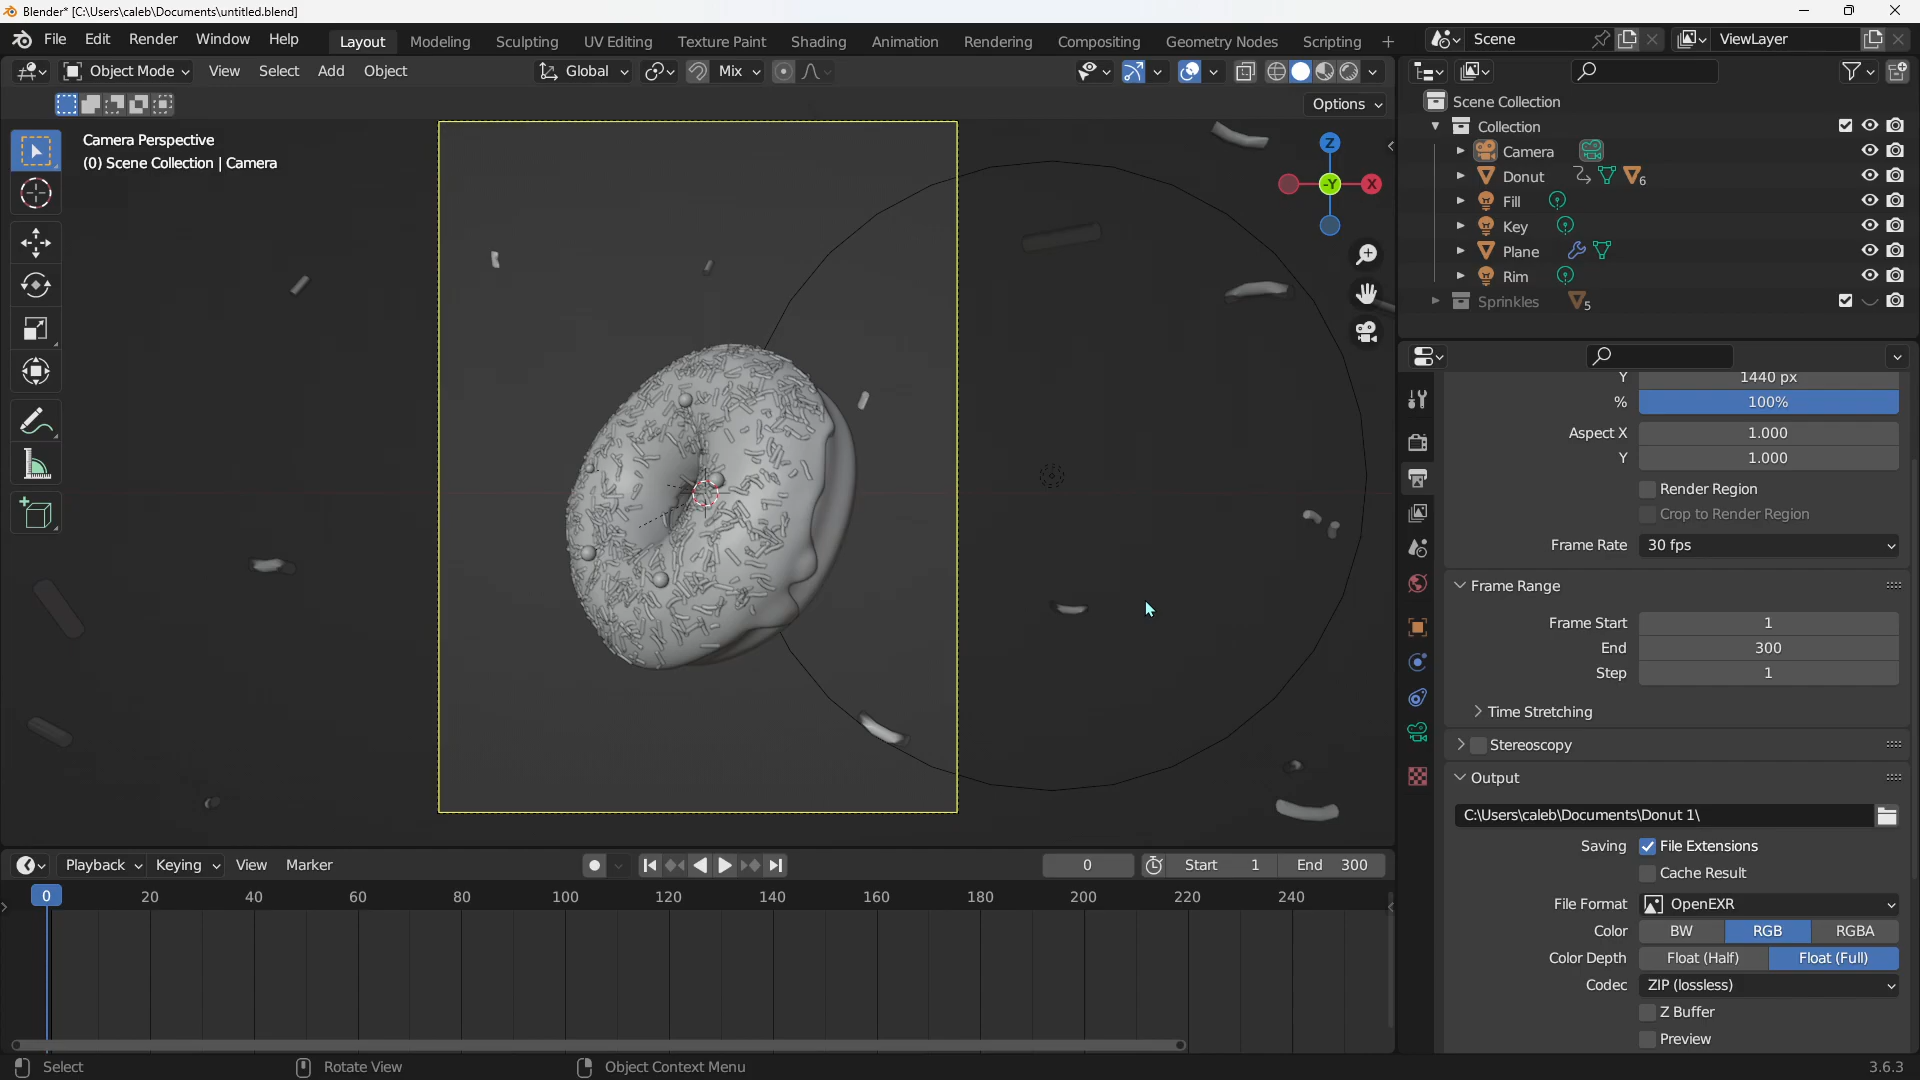 Blender* [C:\Users\caleb\Documents\untitled.blend]
File Edit Render Window Help Layout Modeling Sculpting UV Editing Texture Paint Shading Animation Rendering Compositing Geometry Nodes Scripting + Scene ViewLayer
Object Mode View Select Add Object Global Mix
Options
Camera Perspective
(0) Scene Collection | Camera
Z
X
-Y
Scene Collection
Collection
Camera
Donut 6
Fill
Key
Plane
Rim
Sprinkles 5
Y 1440 px
% 100%
Aspect X 1.000
Y 1.000
Render Region
Crop to Render Region
Frame Rate 30 fps
Frame Range
Frame Start 1
End 300
Step 1
Time Stretching
Stereoscopy
Output
C:\Users\caleb\Documents\Donut 1\
Saving File Extensions
Cache Result
File Format OpenEXR
Color BW RGB RGBA
Color Depth Float (Half) Float (Full)
Codec ZIP (lossless)
Z Buffer
Preview
Playback Keying View Marker 0 Start 1 End 300
0 20 40 60 80 100 120 140 160 180 200 220 240
Select Rotate View Object Context Menu 3.6.3